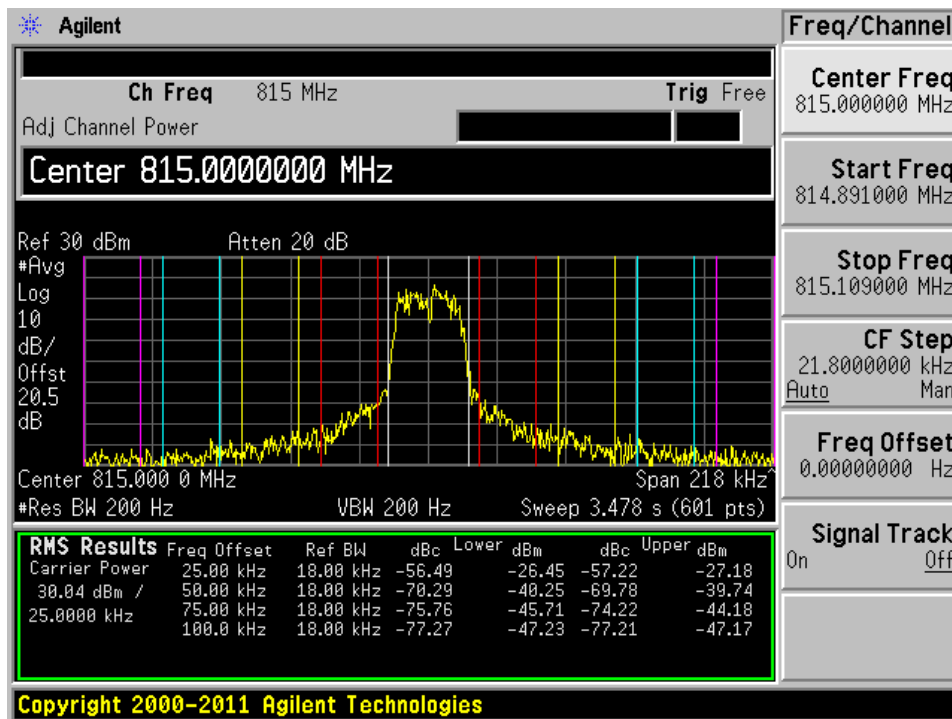 Agilent
Ch Freq 815 MHz Trig Free
Adj Channel Power
Center 815.0000000 MHz
Ref 30 dBm Atten 20 dB
#Avg
Log
10
dB/
Offst
20.5
dB
Center 815.000 0 MHz Span 218 kHz^
#Res BW 200 Hz VBW 200 Hz Sweep 3.478 s (601 pts)
RMS Results Freq Offset Ref BW dBc Lower dBm dBc Upper dBm
Carrier Power 25.00 kHz 18.00 kHz -56.49 -26.45 -57.22 -27.18
30.04 dBm / 50.00 kHz 18.00 kHz -70.29 -40.25 -69.78 -39.74
25.0000 kHz 75.00 kHz 18.00 kHz -75.76 -45.71 -74.22 -44.18
100.0 kHz 18.00 kHz -77.27 -47.23 -77.21 -47.17
Copyright 2000-2011 Agilent Technologies
Freq/Channel
Center Freq
815.000000 MHz
Start Freq
814.891000 MHz
Stop Freq
815.109000 MHz
CF Step
21.8000000 kHz
Auto Man
Freq Offset
0.00000000 Hz
Signal Track
On Off